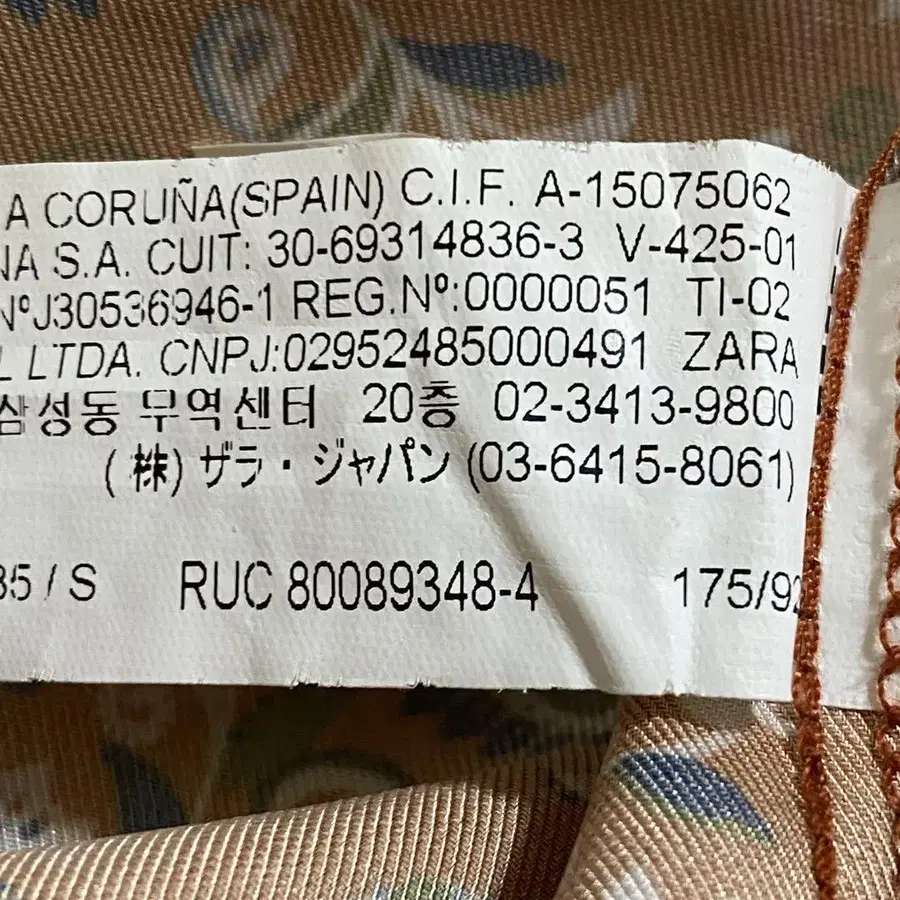 A CORUÑA(SPAIN) C.I.F. A-15075062
NA S.A. CUIT: 30-69314836-3 V-425-01
NºJ30536946-1 REG.Nº:0000051 TI-02
L LTDA. CNPJ:02952485000491 ZARA
삼성동 무역센터 20층 02-3413-9800
(株) ザラ・ジャパン (03-6415-8061)
85 / S RUC 80089348-4 175/92